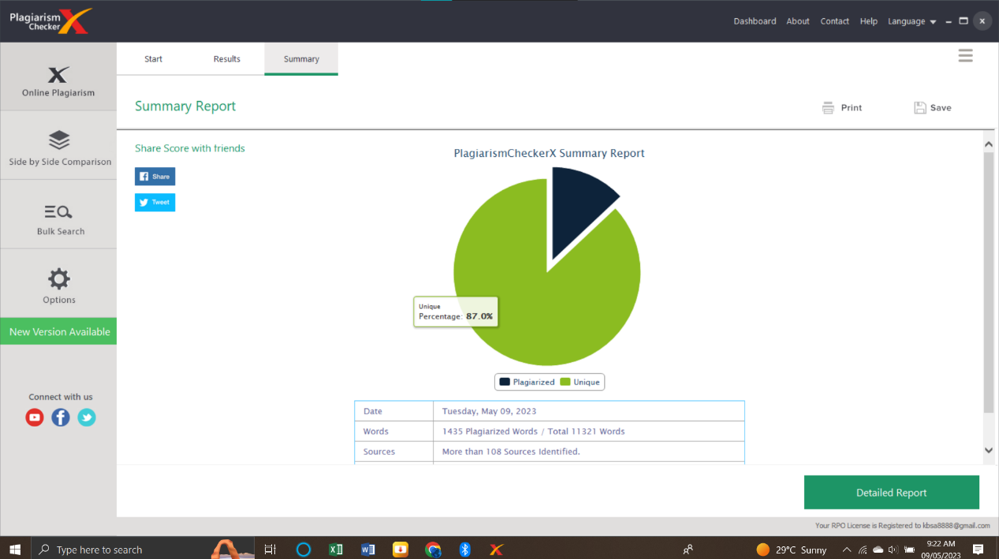 Plagiarism
Checker
Dashboard About Contact Help Language
Start Results Summary
Online Plagiarism
Side by Side Comparison
Bulk Search
Options
New Version Available
Connect with us
Summary Report
Print Save
Share Score with friends
Share
Tweet
PlagiarismCheckerX Summary Report
Unique
Percentage: 87.0%
Plagiarized Unique
Date Tuesday, May 09, 2023
Words 1435 Plagiarized Words / Total 11321 Words
Sources More than 108 Sources Identified.
Detailed Report
Your RPO License is Registered to kbsa8888@gmail.com
Type here to search
29°C Sunny
9:22 AM
09/05/2023